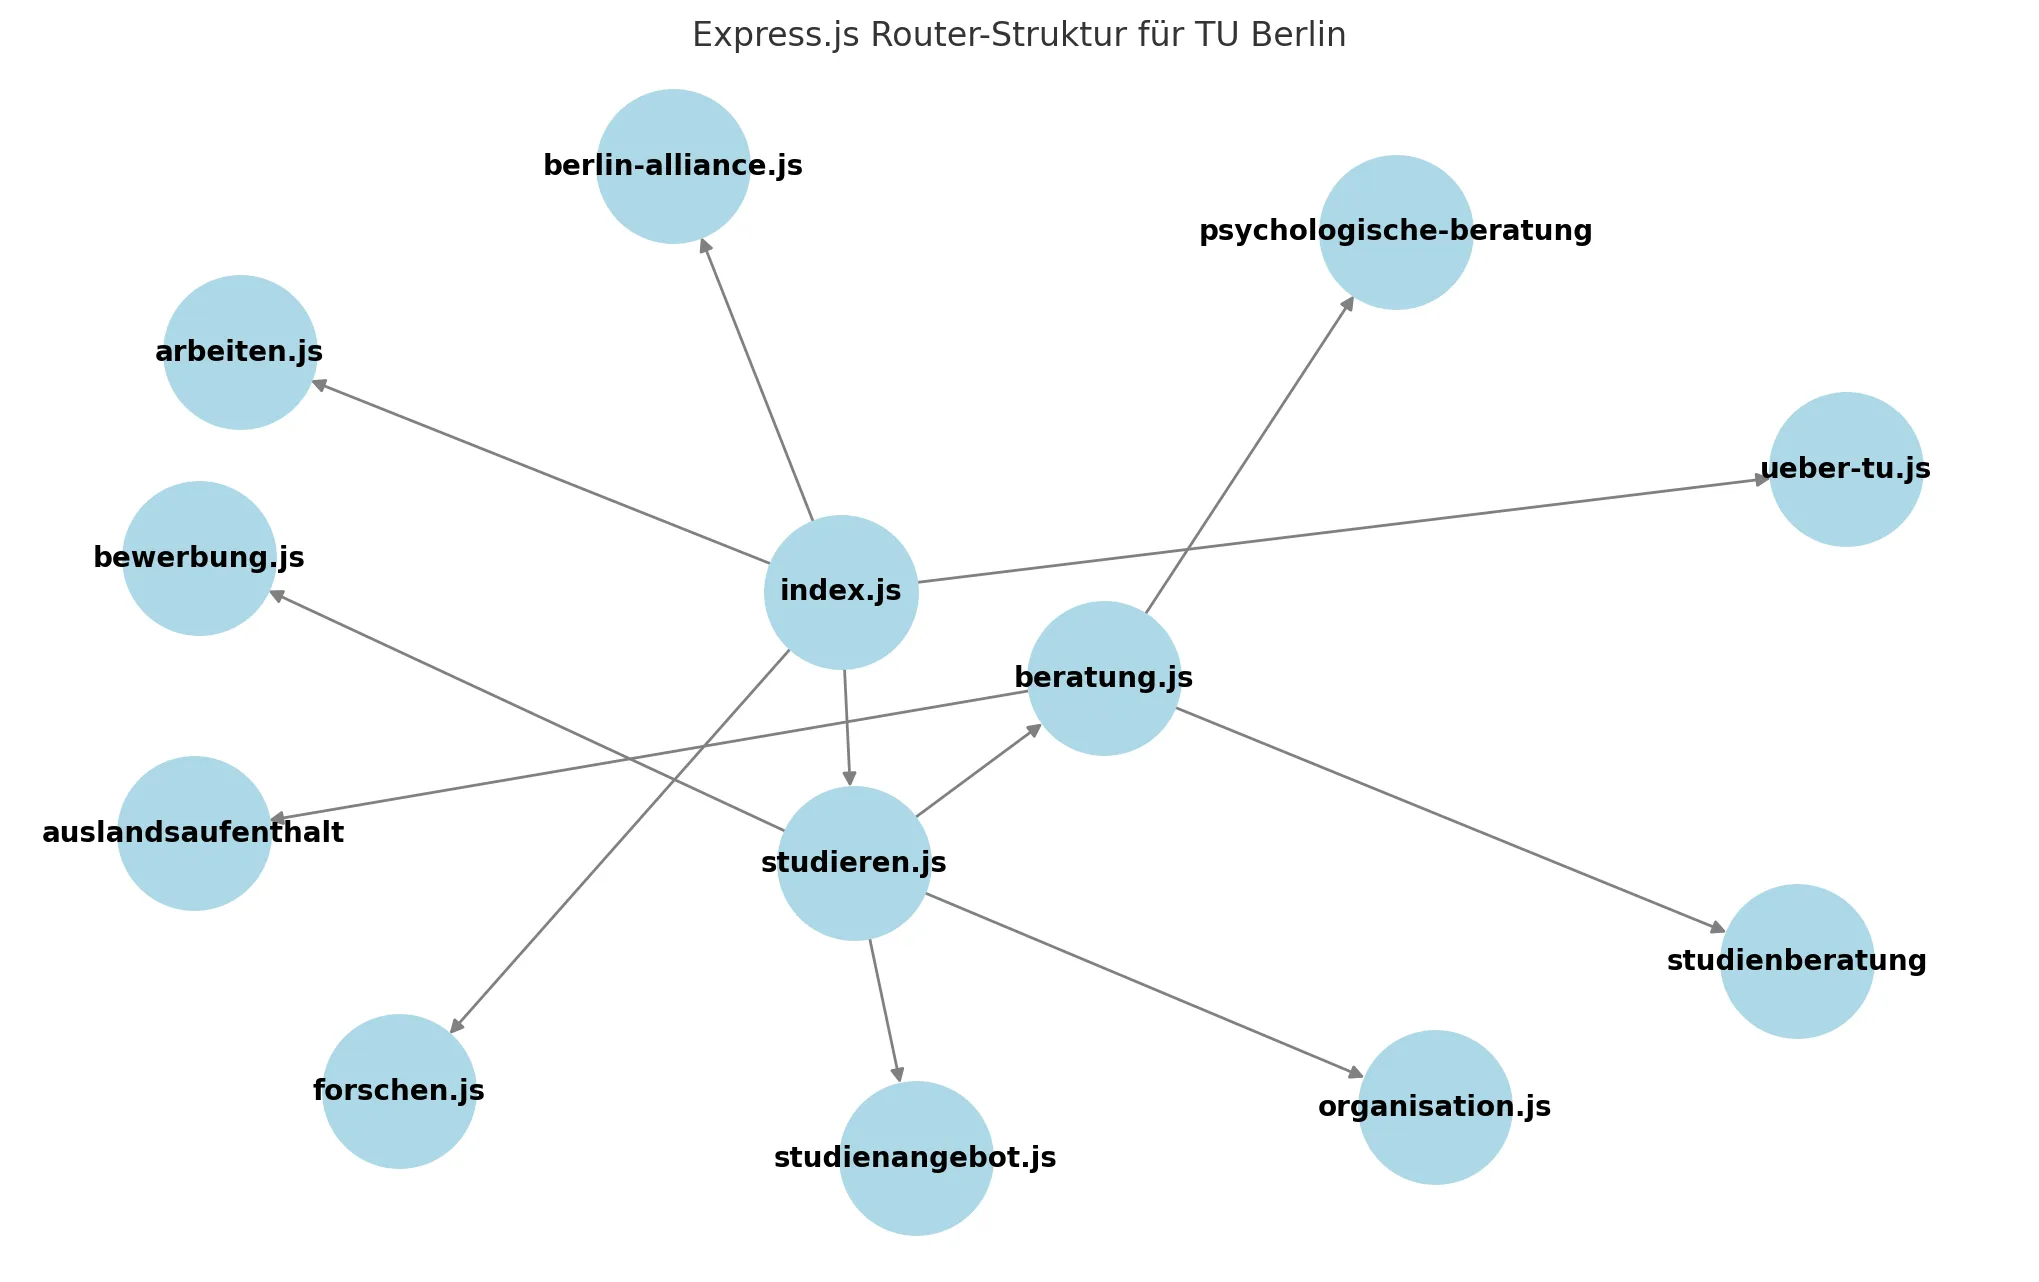 Express.js Router-Struktur für TU Berlin
berlin-alliance.js
psychologische-beratung
arbeiten.js
ueber-tu.js
bewerbung.js
index.js
beratung.js
auslandsaufenthalt
studieren.js
studienberatung
forschen.js
organisation.js
studienangebot.js